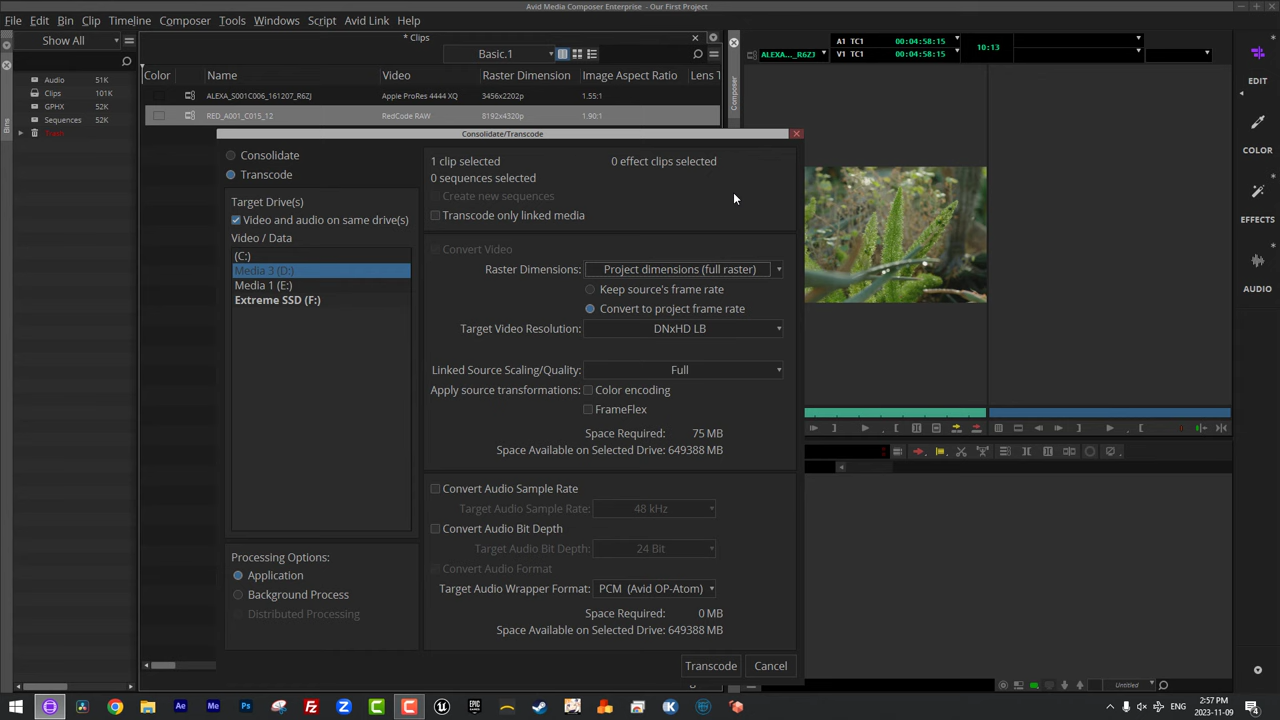 Avid Media Composer Enterprise - Our First Project
File Edit Bin Clip Timeline Composer Tools Windows Script Avid Link Help
Show All
* Clips
Basic.1
Color Name Video Raster Dimension Image Aspect Ratio Lens T
ALEXA_S001C006_161207_R6ZJ Apple ProRes 4444 XQ 3456x2202p 1.55:1
RED_A001_C015_12 RedCode RAW 8192x4320p 1.90:1
Bins
Audio 51K
Clips 101K
GPHX 52K
Sequences 52K
Trash
Composer
ALEXA..._R6ZJ
A1 TC1 00:04:58:15
V1 TC1 00:04:58:15
10:13
EDIT
COLOR
EFFECTS
AUDIO
Consolidate/Transcode
Consolidate
Transcode
Target Drive(s)
Video and audio on same drive(s)
Video / Data
(C:)
Media 3 (D:)
Media 1 (E:)
Extreme SSD (F:)
Processing Options:
Application
Background Process
Distributed Processing
1 clip selected 0 effect clips selected
0 sequences selected
Create new sequences
Transcode only linked media
Convert Video
Raster Dimensions: Project dimensions (full raster)
Keep source's frame rate
Convert to project frame rate
Target Video Resolution: DNxHD LB
Linked Source Scaling/Quality: Full
Apply source transformations: Color encoding
FrameFlex
Space Required: 75 MB
Space Available on Selected Drive: 649388 MB
Convert Audio Sample Rate
Target Audio Sample Rate: 48 kHz
Convert Audio Bit Depth
Target Audio Bit Depth: 24 Bit
Convert Audio Format
Target Audio Wrapper Format: PCM (Avid OP-Atom)
Space Required: 0 MB
Space Available on Selected Drive: 649388 MB
Transcode Cancel
Untitled
ENG
2:57 PM
2023-11-09